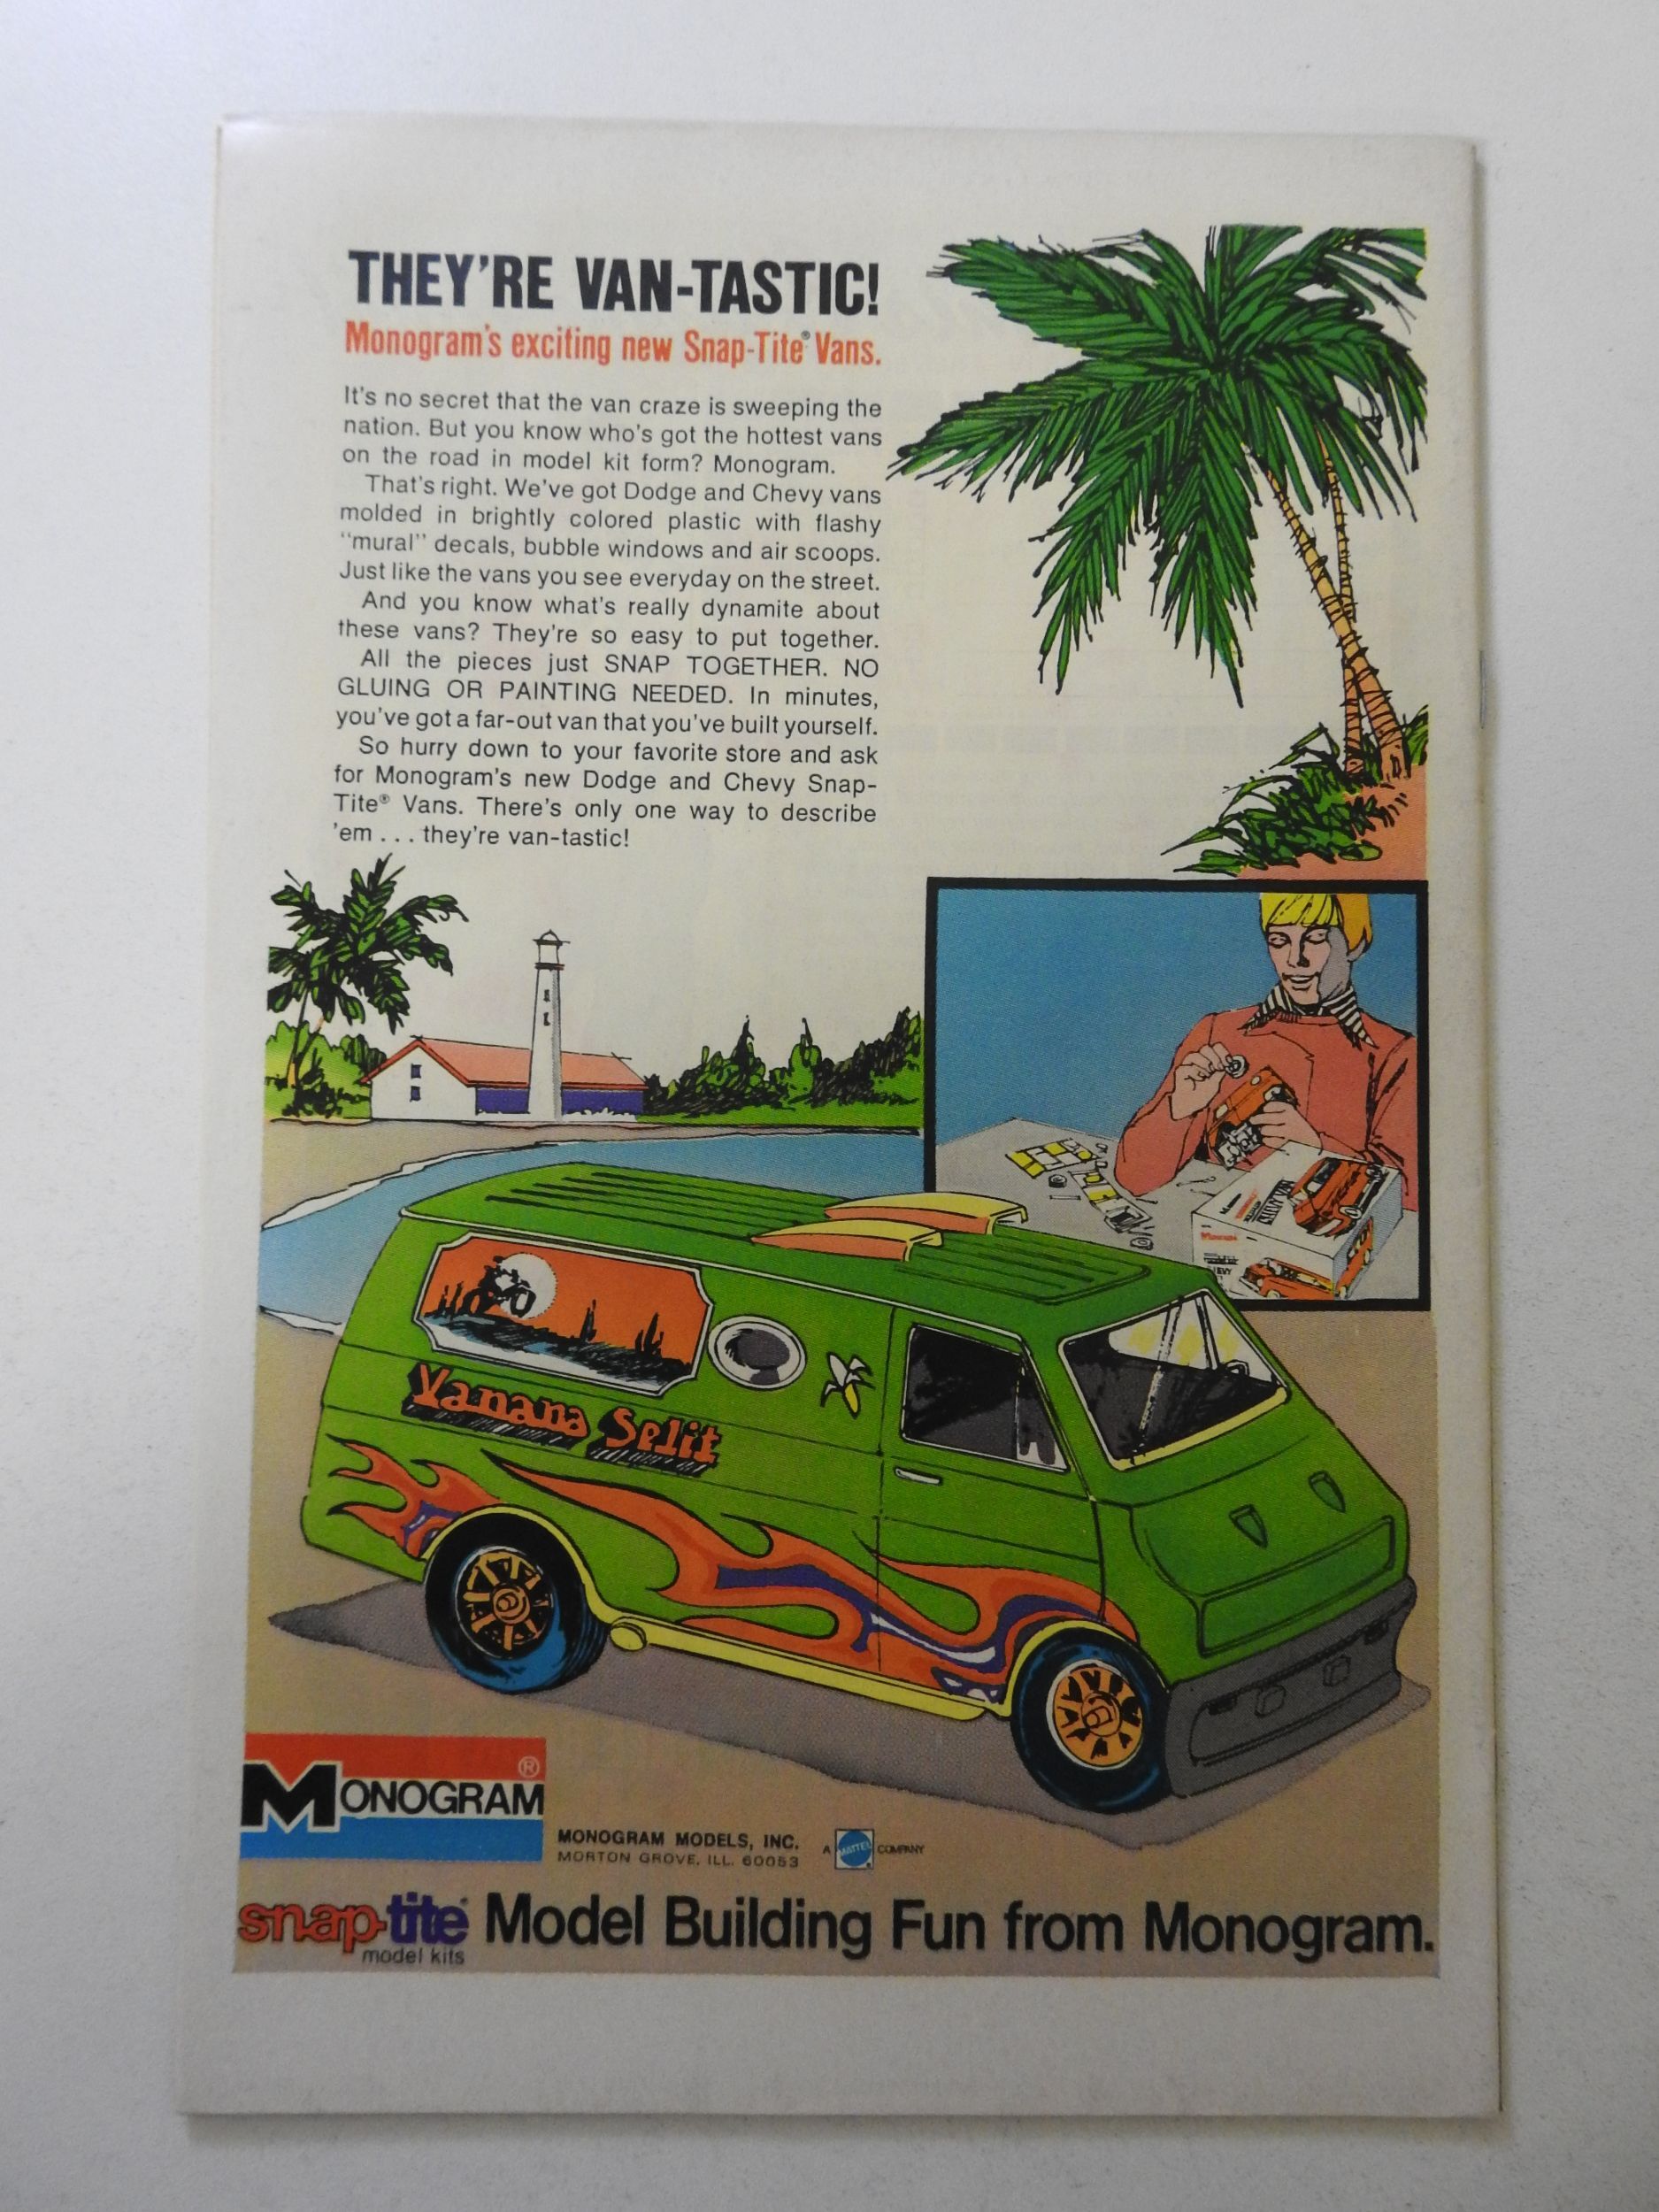 THEY'RE VAN-TASTIC!
Monogram's exciting new Snap-Tite® Vans.
It's no secret that the van craze is sweeping the
nation. But you know who's got the hottest vans
on the road in model kit form? Monogram.
That's right. We've got Dodge and Chevy vans
molded in brightly colored plastic with flashy
"mural" decals, bubble windows and air scoops.
Just like the vans you see everyday on the street.
And you know what's really dynamite about
these vans? They're so easy to put together.
All the pieces just SNAP TOGETHER. NO
GLUING OR PAINTING NEEDED. In minutes,
you've got a far-out van that you've built yourself.
So hurry down to your favorite store and ask
for Monogram's new Dodge and Chevy Snap-
Tite® Vans. There's only one way to describe
'em . . . they're van-tastic!
CHEVY VAN
Vanana Split
MONOGRAM®
MONOGRAM MODELS, INC.
MORTON GROVE, ILL. 60053
A MATTEL COMPANY
snap-tite
model kits
Model Building Fun from Monogram.